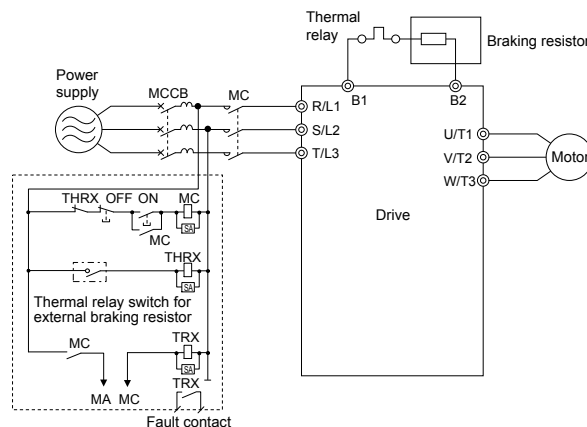 Thermal
relay
Braking resistor
Power
supply
MCCB
MC
B1
B2
R/L1
S/L2
T/L3
U/T1
V/T2
W/T3
Motor
Drive
THRX
OFF
ON
MC
SA
MC
THRX
SA
Thermal relay switch for
external braking resistor
MC
TRX
SA
MA
MC
TRX
Fault contact